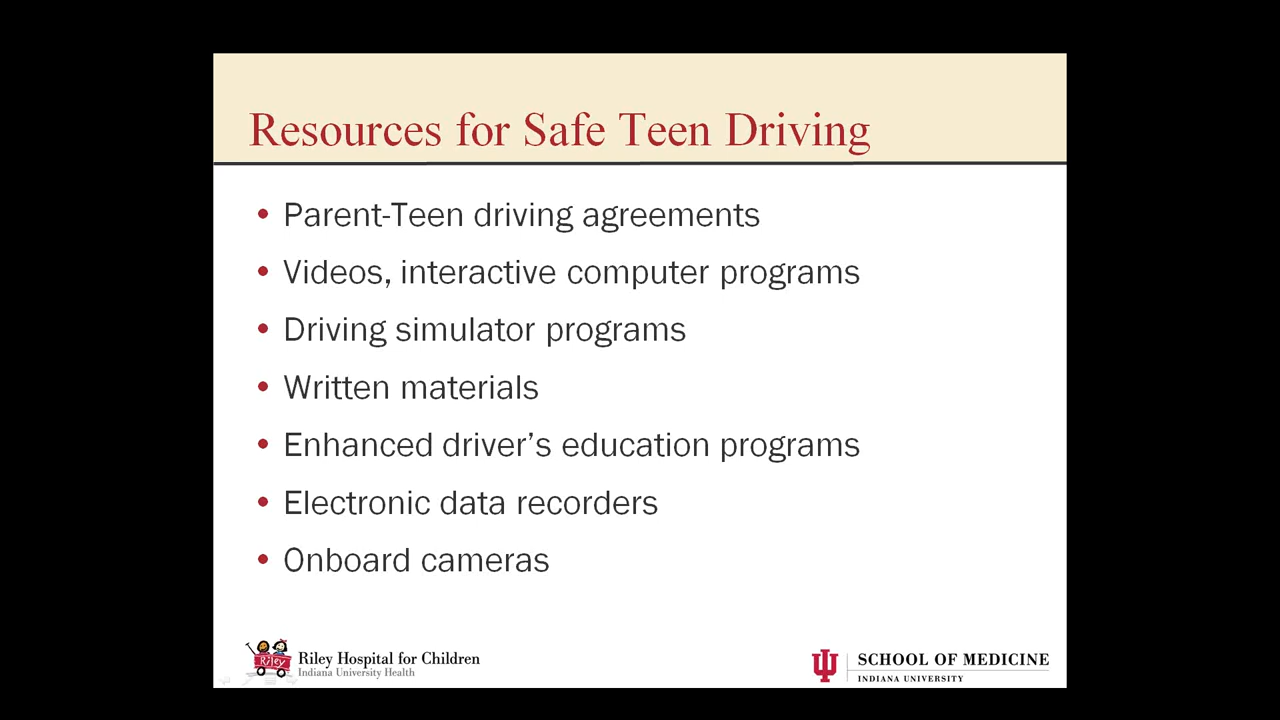 Resources for Safe Teen Driving
• Parent-Teen driving agreements
• Videos, interactive computer programs
• Driving simulator programs
• Written materials
• Enhanced driver’s education programs
• Electronic data recorders
• Onboard cameras
Riley
Riley Hospital for Children
Indiana University Health
SCHOOL OF MEDICINE
INDIANA UNIVERSITY